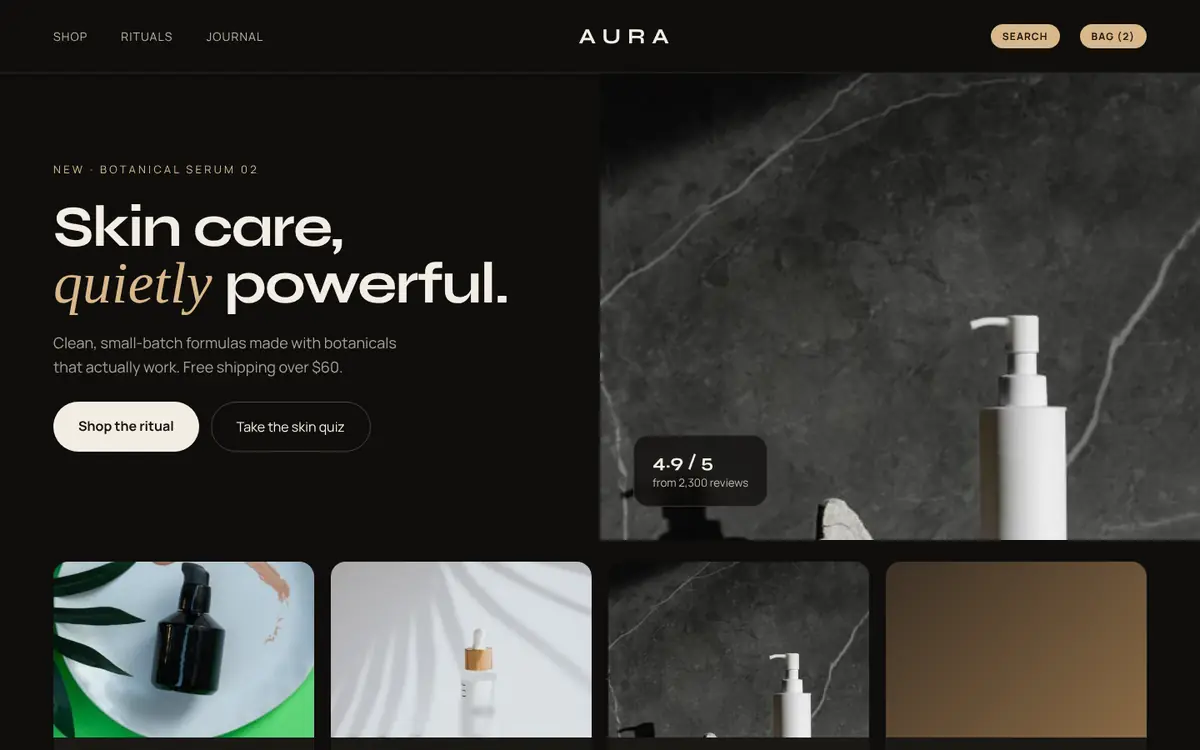 SHOP
RITUALS
JOURNAL
AURA
SEARCH
BAG (2)
NEW · BOTANICAL SERUM 02
Skin care,
quietly powerful.
Clean, small-batch formulas made with botanicals
that actually work. Free shipping over $60.
Shop the ritual
Take the skin quiz
4.9 / 5
from 2,300 reviews